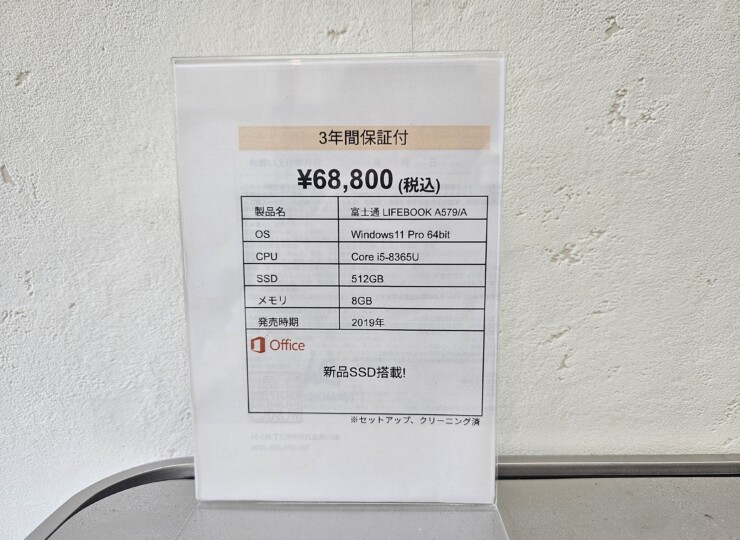 3年間保証付
¥68,800 (税込)
製品名 富士通 LIFEBOOK A579/A
OS Windows11 Pro 64bit
CPU Core i5-8365U
SSD 512GB
メモリ 8GB
発売時期 2019年
Office
新品SSD搭載!
※セットアップ、クリーニング済